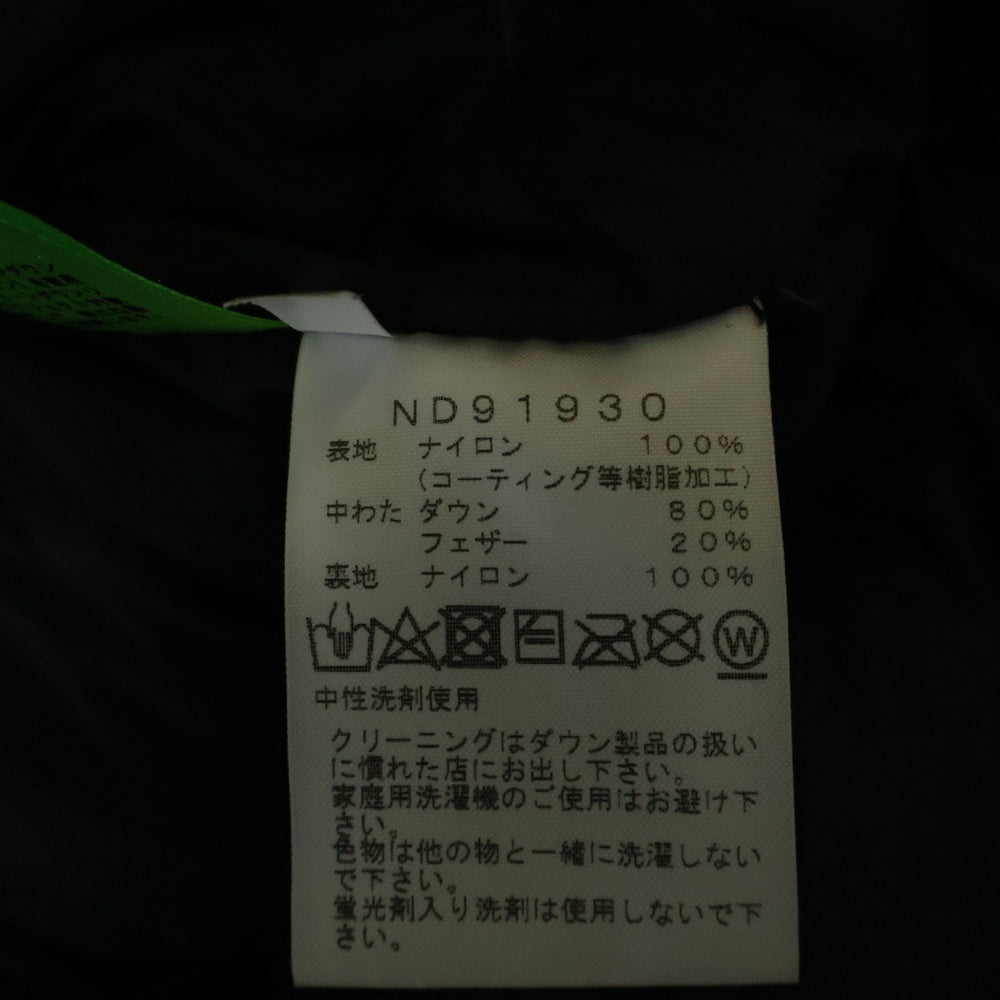 ND91930
表地 ナイロン 100%
(コーティング等樹脂加工)
中わた ダウン 80%
フェザー 20%
裏地 ナイロン 100%
W
中性洗剤使用
クリーニングはダウン製品の扱い
に慣れた店にお出し下さい。
家庭用洗濯機のご使用はお避け下
さい。
色物は他の物と一緒に洗濯しない
で下さい。
蛍光剤入り洗剤は使用しないで下
さい。